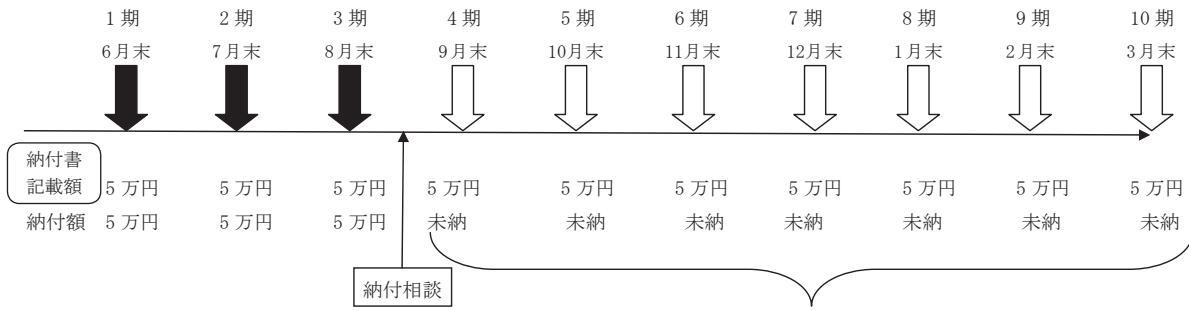 1期 2期 3期 4期 5期 6期 7期 8期 9期 10期
6月末 7月末 8月末 9月末 10月末 11月末 12月末 1月末 2月末 3月末
納付書
記載額 5万円 5万円 5万円 5万円 5万円 5万円 5万円 5万円 5万円 5万円
納付額 5万円 5万円 5万円 未納 未納 未納 未納 未納 未納 未納
納付相談